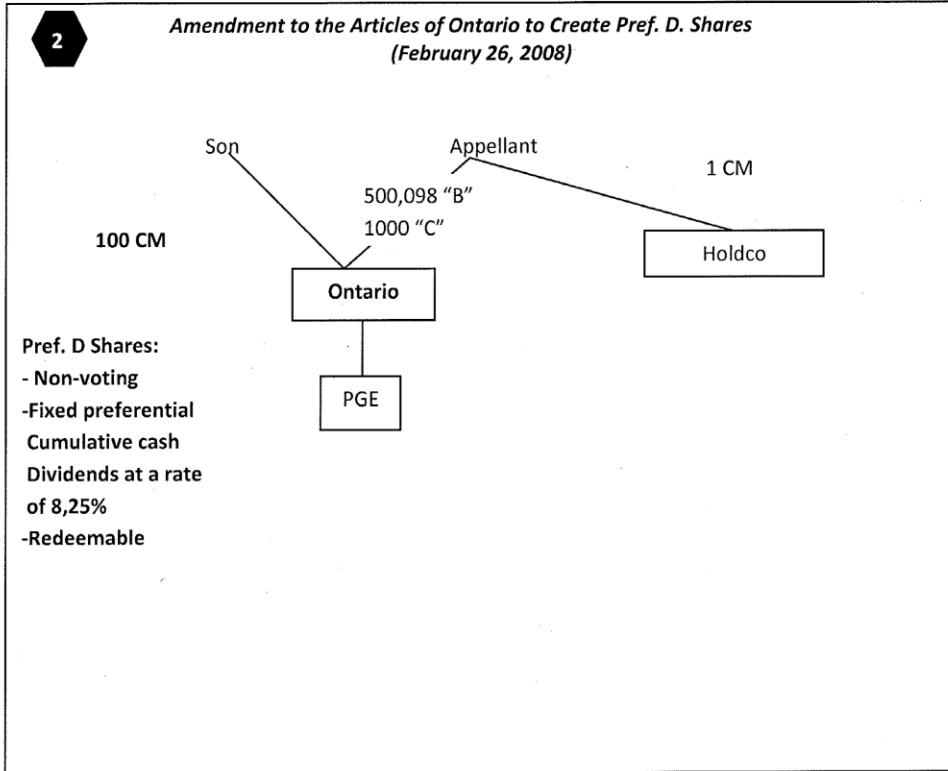 2
Amendment to the Articles of Ontario to Create Pref. D. Shares
(February 26, 2008)
Son
Appellant
1 CM
500,098 “B”
1000 “C”
100 CM
Holdco
Ontario
Pref. D Shares:
- Non-voting
-Fixed preferential
Cumulative cash
Dividends at a rate
of 8,25%
-Redeemable
PGE